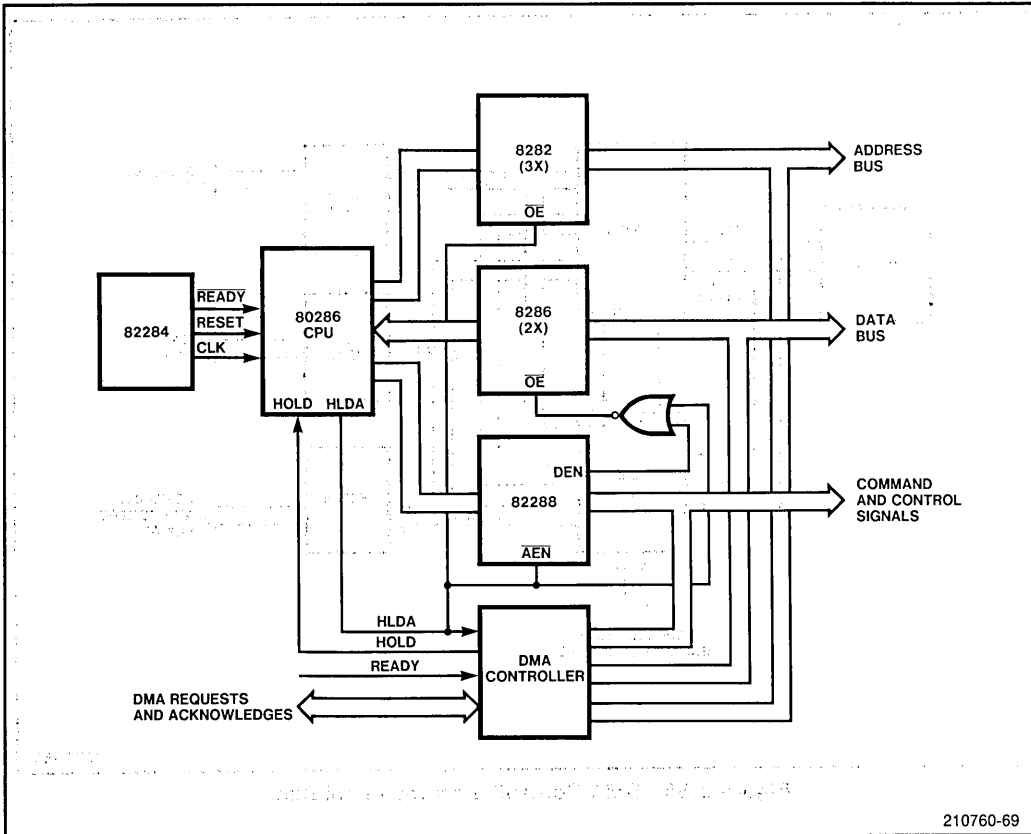 8282
(3X)
OE
ADDRESS
BUS
82284
READY
RESET
CLK
80286
CPU
HOLD HLDA
8286
(2X)
OE
DATA
BUS
DEN
82288
AEN
COMMAND
AND CONTROL
SIGNALS
HLDA
HOLD
READY
DMA
CONTROLLER
DMA REQUESTS
AND ACKNOWLEDGES
210760-69